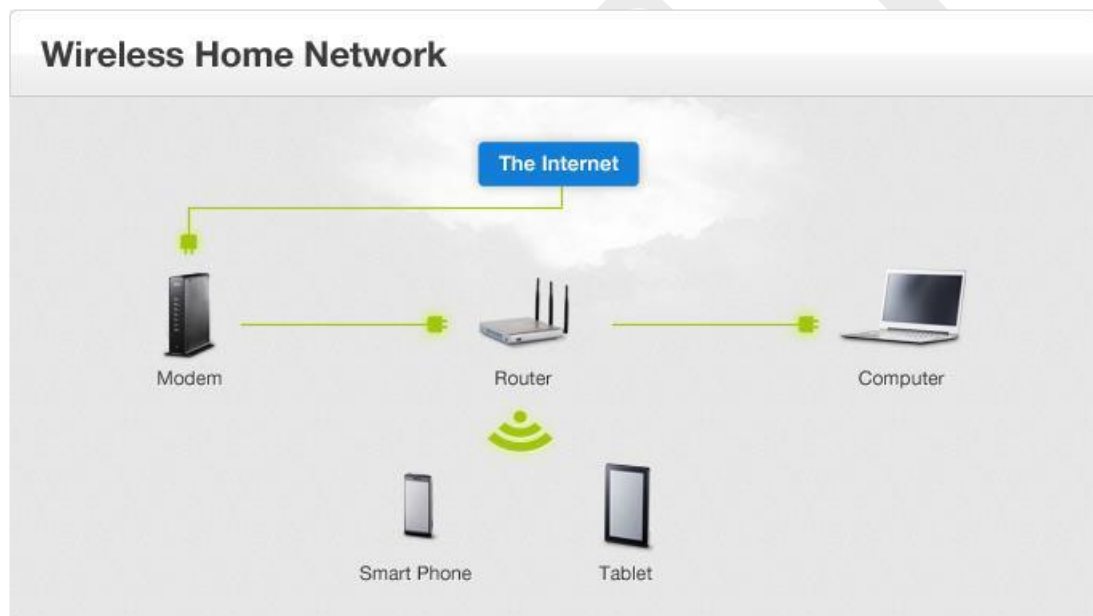 Wireless Home Network
The Internet
Modem
Router
Computer
Smart Phone
Tablet